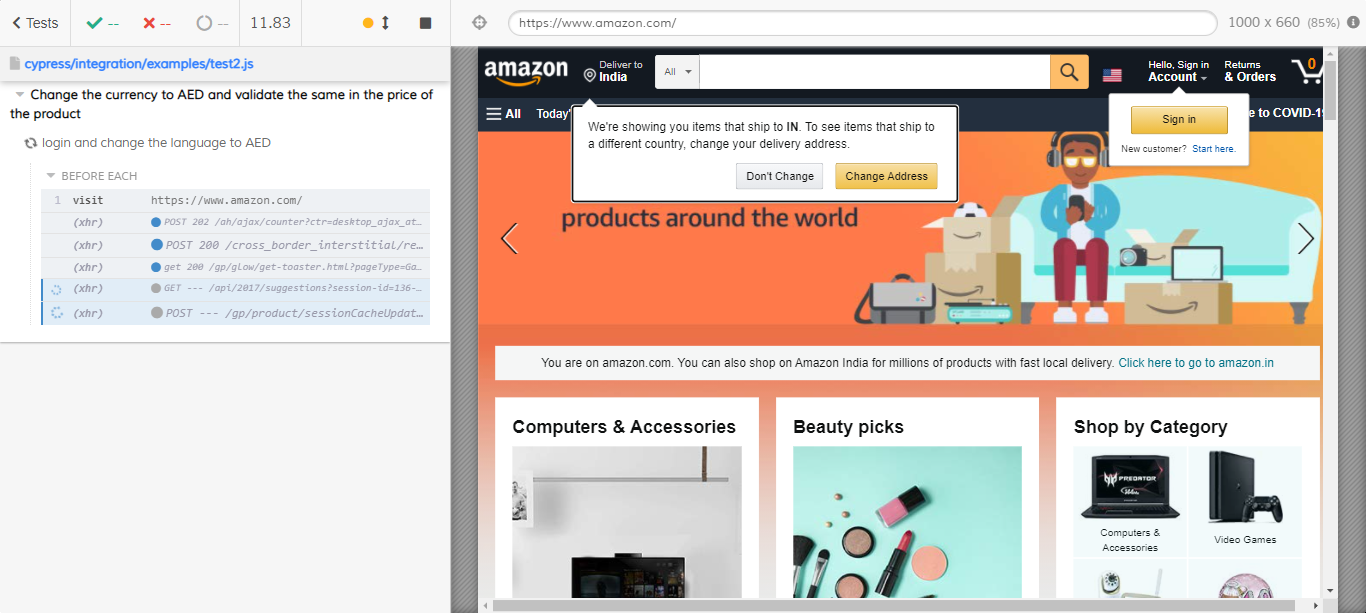 Tests
--
--
--
11.83
https://www.amazon.com/
1000 x 660 (85%)
cypress/integration/examples/test2.js
Change the currency to AED and validate the same in the price of
the product
login and change the language to AED
BEFORE EACH
1 visit https://www.amazon.com/
(xhr) POST 202 /ah/ajax/counter?ctr=desktop_ajax_at…
(xhr) POST 200 /cross_border_interstitial/re…
(xhr) get 200 /gp/glow/get-toaster.html?pageType=Ga…
(xhr) GET --- /api/2017/suggestions?session-id=136-…
(xhr) POST --- /gp/product/sessionCacheUpdat…
amazon
Deliver to
India
All
Hello, Sign in
Account
Returns
& Orders
0
All
Today'
e to COVID-19
We're showing you items that ship to IN. To see items that ship to
a different country, change your delivery address.
Don't Change
Change Address
Sign in
New customer? Start here.
products around the world
You are on amazon.com. You can also shop on Amazon India for millions of products with fast local delivery. Click here to go to amazon.in
Computers & Accessories
Beauty picks
Shop by Category
PREDATOR
Computers &
Accessories
Video Games